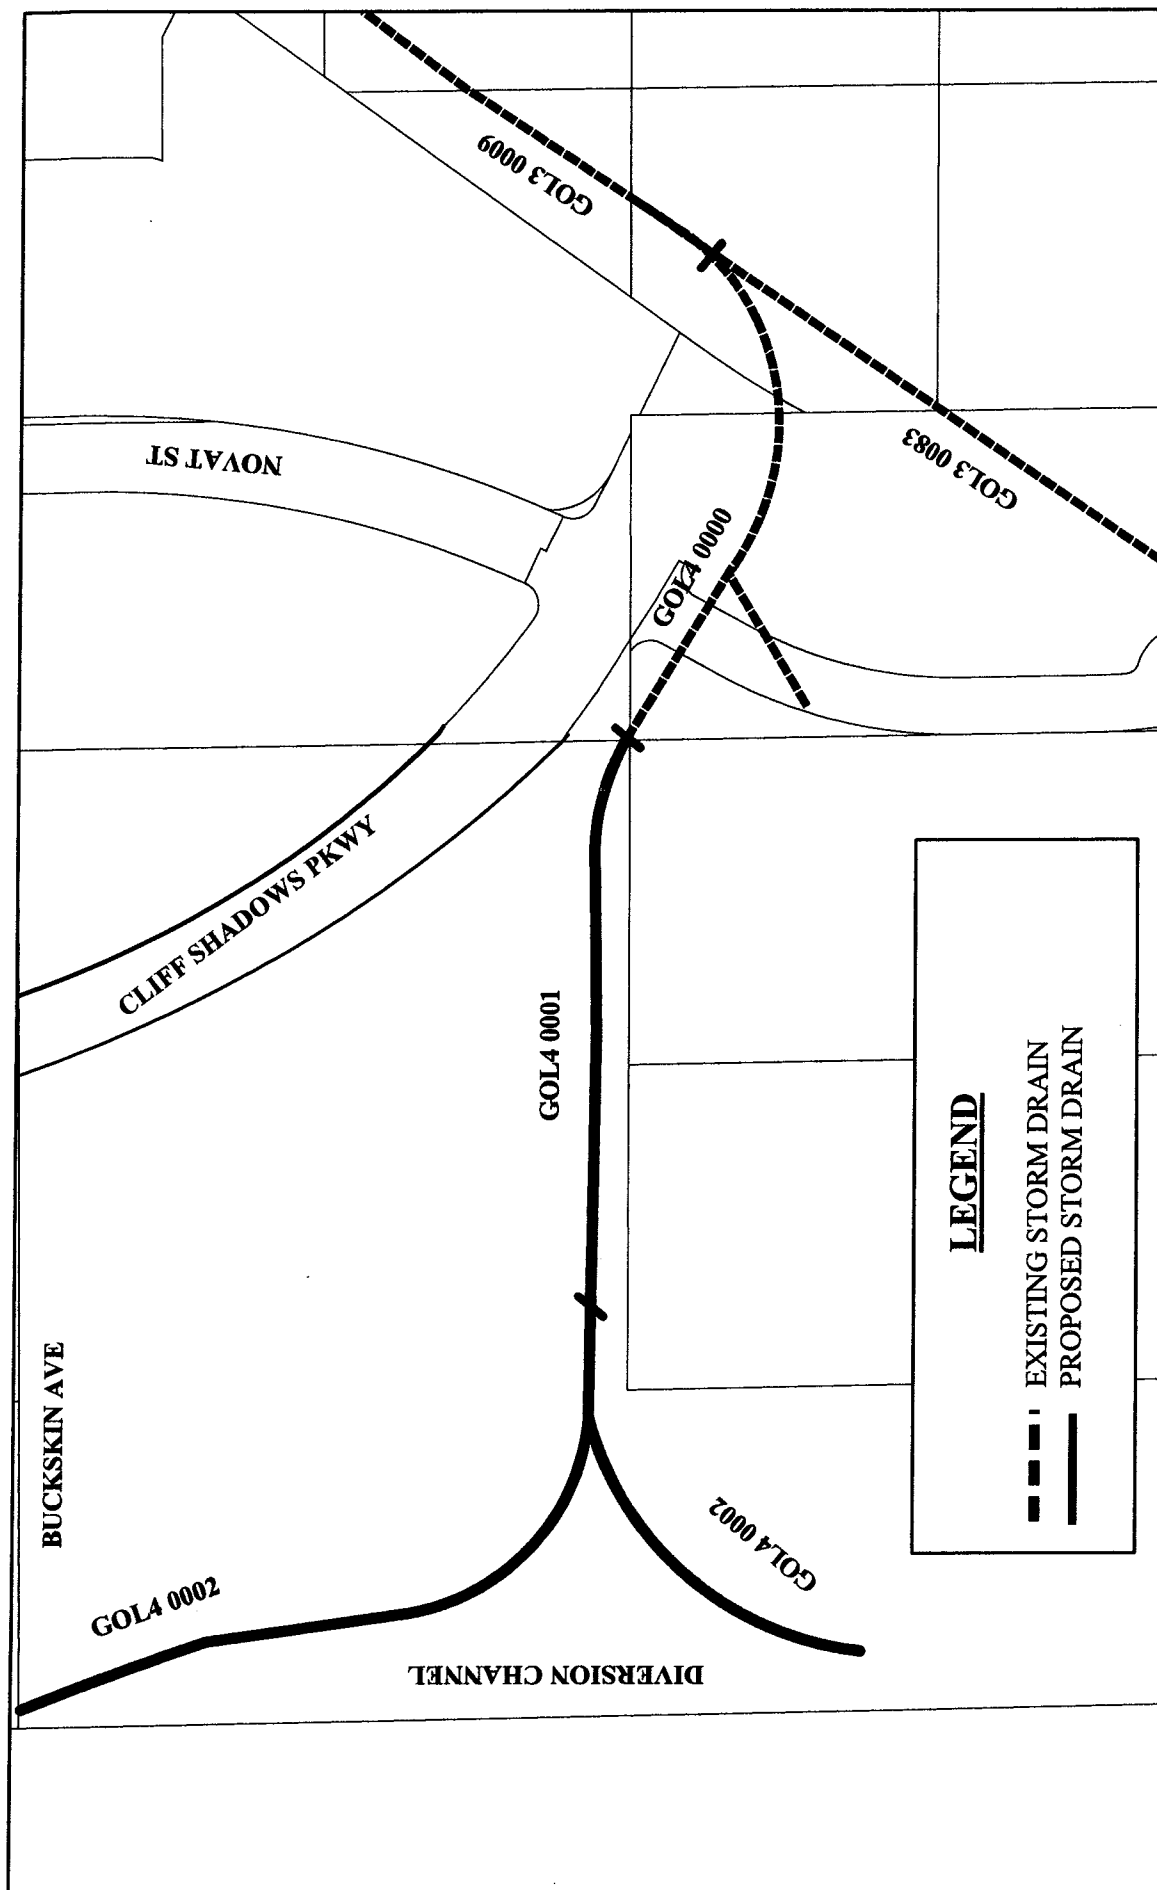 BUCKSKIN AVE
GOL4 0002
DIVERSION CHANNEL
GOL4 0002
GOL4 0001
CLIFF SHADOWS PKWY
NOVAT ST
GOL4 0000
GOL3 0009
GOL3 0083
LEGEND
EXISTING STORM DRAIN
PROPOSED STORM DRAIN